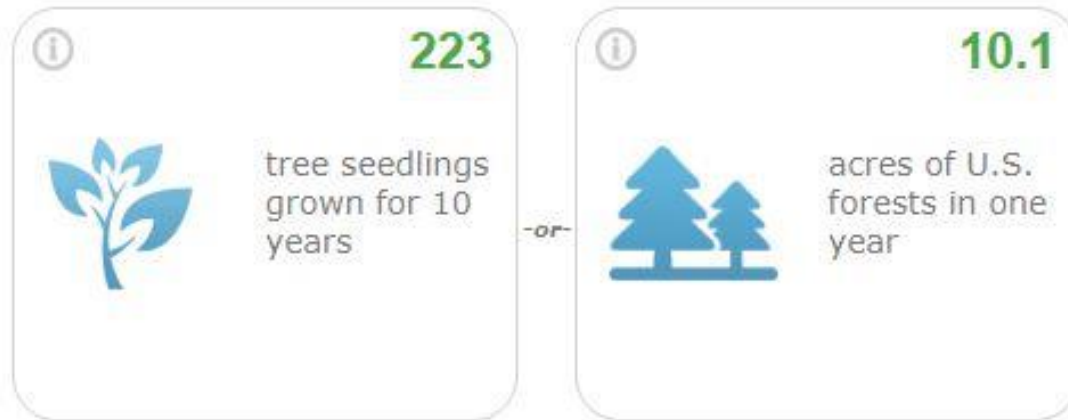 223
tree seedlings
grown for 10
years
-or-
10.1
acres of U.S.
forests in one
year